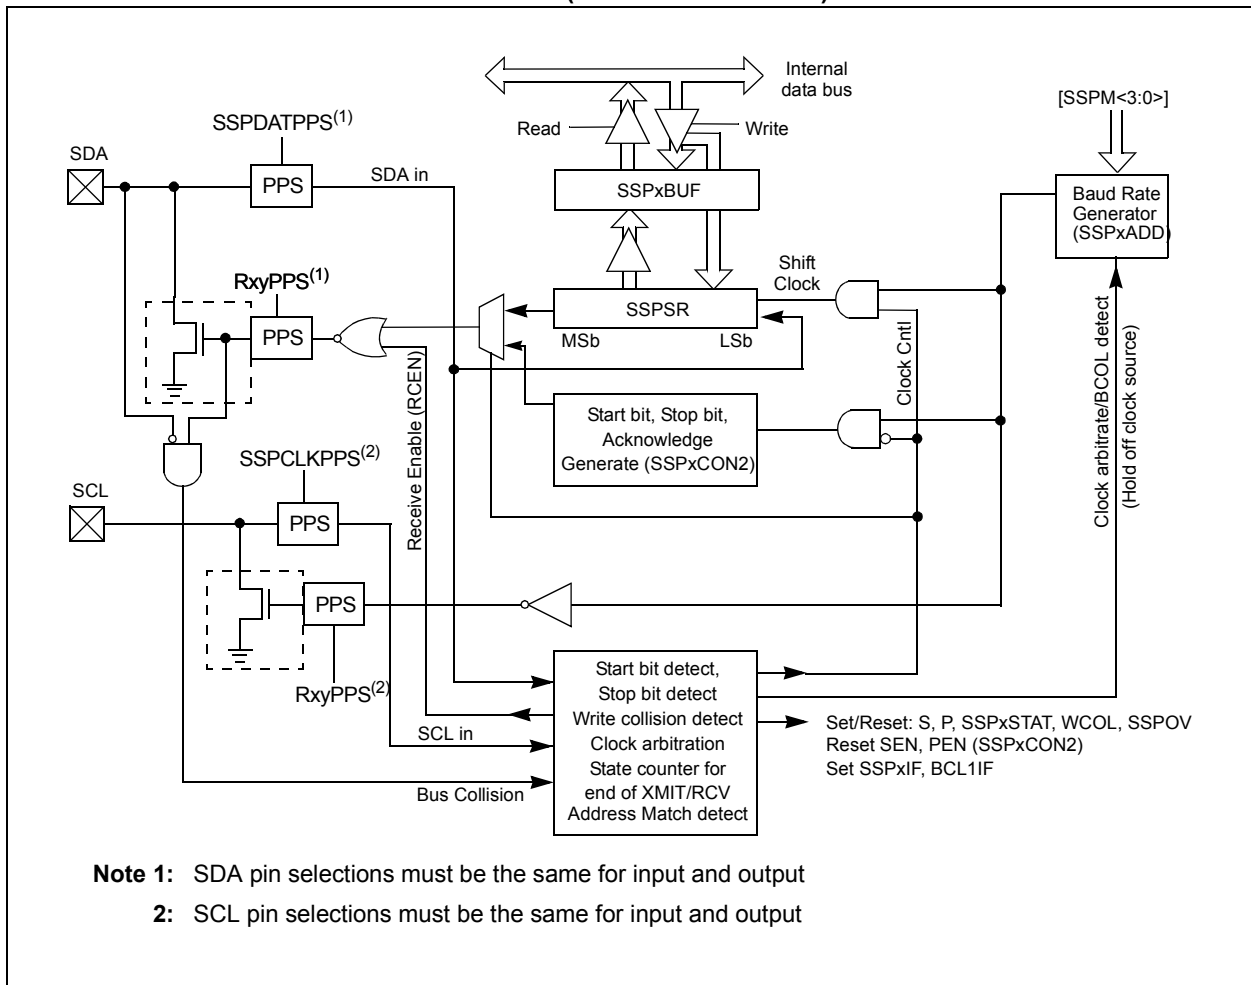 Internal
data bus
[SSPM<3:0>]
SSPDATPPS(1)
Read
Write
SDA
PPS
SDA in
SSPxBUF
Baud Rate
Generator
(SSPxADD)
RxyPPS(1)
Shift
Clock
PPS
SSPSR
MSb
LSb
Clock Cntl
Receive Enable (RCEN)
Start bit, Stop bit,
Acknowledge
Generate (SSPxCON2)
Clock arbitrate/BCOL detect
(Hold off clock source)
SSPCLKPPS(2)
SCL
PPS
PPS
RxyPPS(2)
Start bit detect,
Stop bit detect
Write collision detect
Clock arbitration
State counter for
end of XMIT/RCV
Address Match detect
SCL in
Bus Collision
Set/Reset: S, P, SSPxSTAT, WCOL, SSPOV
Reset SEN, PEN (SSPxCON2)
Set SSPxIF, BCL1IF
Note 1: SDA pin selections must be the same for input and output
2: SCL pin selections must be the same for input and output